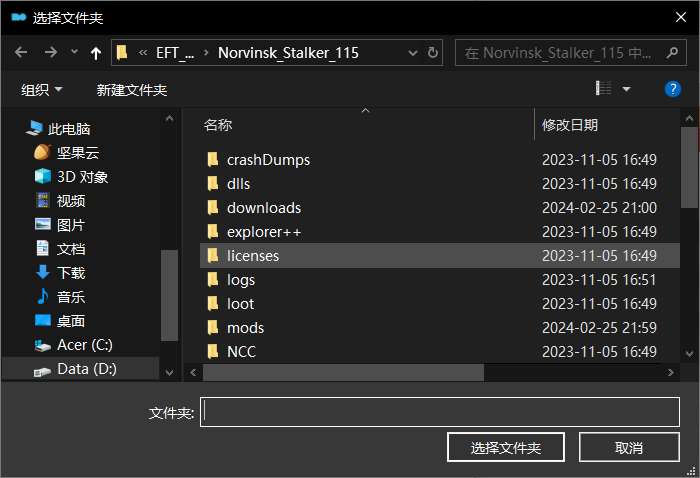 选择文件夹
« EFT_... › Norvinsk_Stalker_115
在 Norvinsk_Stalker_115 中...
组织 新建文件夹
名称 修改日期
此电脑
坚果云
3D 对象
视频
图片
文档
下载
音乐
桌面
Acer (C:)
Data (D:)
crashDumps 2023-11-05 16:49
dlls 2023-11-05 16:49
downloads 2024-02-25 21:00
explorer++ 2023-11-05 16:49
licenses 2023-11-05 16:49
logs 2023-11-05 16:51
loot 2023-11-05 16:49
mods 2024-02-25 21:59
NCC 2023-11-05 16:49
文件夹:
选择文件夹 取消